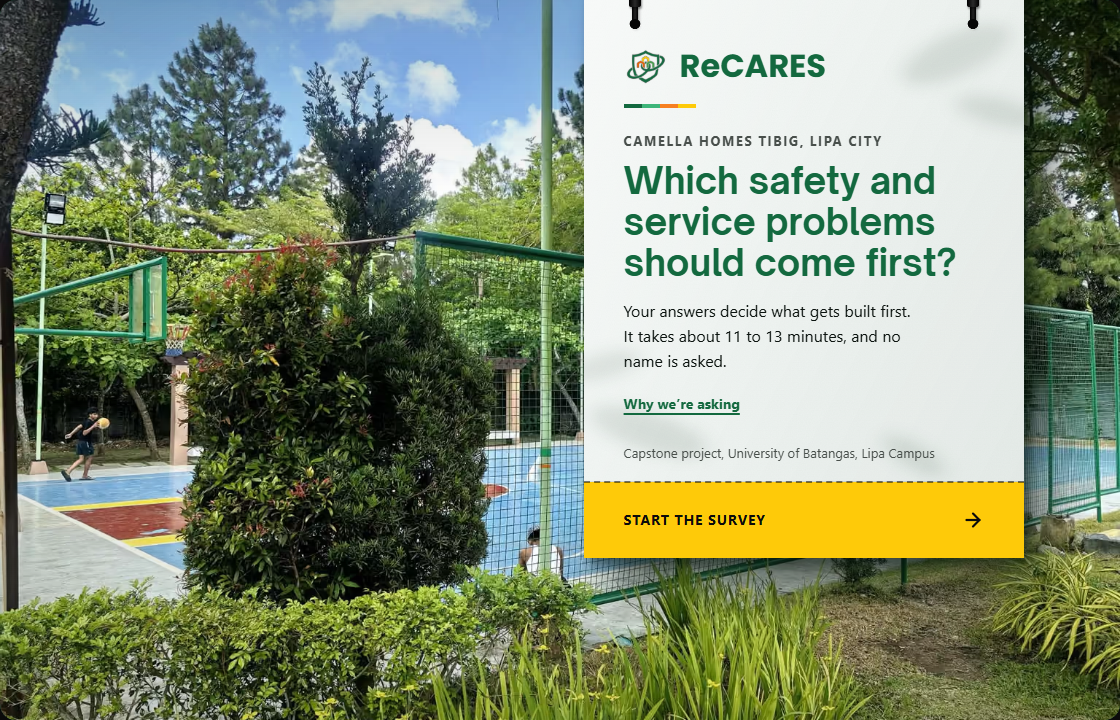 ReCARES
CAMELLA HOMES TIBIG, LIPA CITY
Which safety and
service problems
should come first?
Your answers decide what gets built first.
It takes about 11 to 13 minutes, and no
name is asked.
Why we’re asking
Capstone project, University of Batangas, Lipa Campus
START THE SURVEY